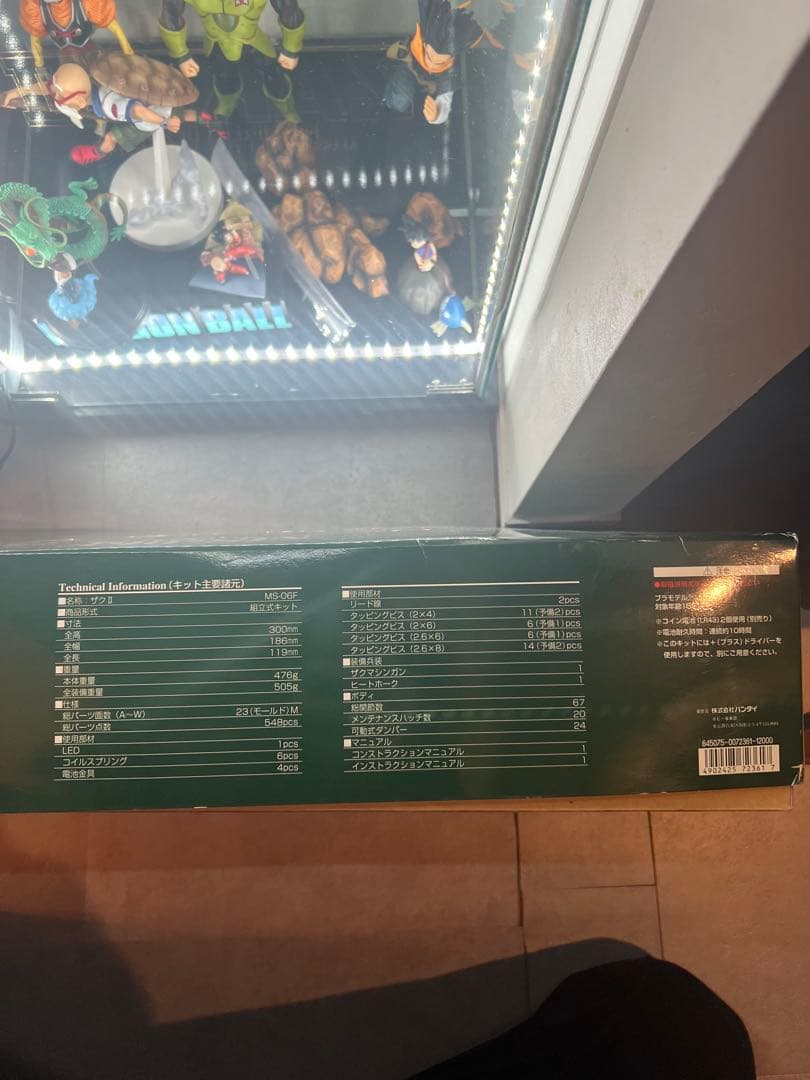 ON BALL
Technical Information (キット主要諸元)
■名称:ザクⅡ MS-06F
■商品形式 組立式キット
■寸法
全高 300mm
全幅 186mm
全長 119mm
■重量
本体重量 476g
全装備重量 505g
■仕様
総パーツ面数 (A〜W) 23(モールド)M
総パーツ点数 548pcs
■使用部材
LED 1pcs
コイルスプリング 6pcs
電池金具 4pcs
■使用部材
リード線 2pcs
タッピングビス (2×4) 11(予備2)pcs
タッピングビス (2×6) 6(予備1)pcs
タッピングビス (2.6×6) 6(予備1)pcs
タッピングビス (2.6×8) 14(予備2)pcs
■装備兵装
ザクマシンガン 1
ヒートホーク 1
■ボディ
総関節数 67
メンテナンスハッチ数 20
可動式ダンパー 24
■マニュアル
コンストラクションマニュアル 1
インストラクションマニュアル 1
プラモデル
対象年齢15
※コイン電池(LR43)2個使用(別売り)
※電池耐久時間:連続約10時間
※このキットには+(プラス)ドライバーを
使用しますので、別にご用意ください。
株式会社バンダイ
645075-0072361-12000
4902425 72361 7